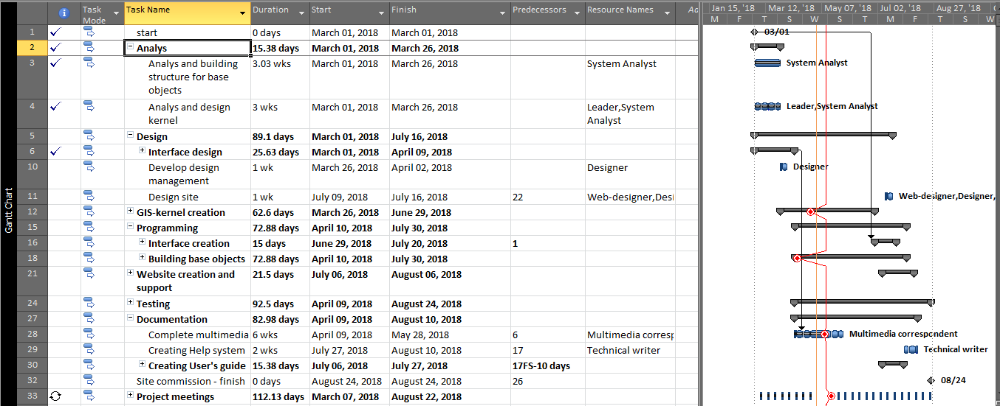 Task Mode Task Name Duration Start Finish Predecessors Resource Names Ad
Jan 15, '18 Mar 12, '18 May 07, '18 Jul 02, '18 Aug 27, '18 Oc
M F T S W S T M F T S W
1 start 0 days March 01, 2018 March 01, 2018
03/01
2 Analys 15.38 days March 01, 2018 March 26, 2018
3 Analys and building 3.03 wks March 01, 2018 March 26, 2018 System Analyst
structure for base
objects
System Analyst
4 Analys and design 3 wks March 01, 2018 March 26, 2018 Leader,System
kernel Analyst
Leader,System Analyst
5 Design 89.1 days March 01, 2018 July 16, 2018
6 Interface design 25.63 days March 01, 2018 April 09, 2018
10 Develop design 1 wk March 26, 2018 April 02, 2018 Designer
management
Designer
11 Design site 1 wk July 09, 2018 July 16, 2018 22 Web-designer,Desi
Web-designer,Designer,
12 GIS-kernel creation 62.6 days March 26, 2018 June 29, 2018
15 Programming 72.88 days April 10, 2018 July 30, 2018
16 Interface creation 15 days June 29, 2018 July 20, 2018 1
18 Building base objects 72.88 days April 10, 2018 July 30, 2018
21 Website creation and 21.5 days July 06, 2018 August 06, 2018
support
24 Testing 92.5 days April 09, 2018 August 24, 2018
27 Documentation 82.98 days April 09, 2018 August 10, 2018
28 Complete multimedia 6 wks April 09, 2018 May 28, 2018 6 Multimedia corresp
Multimedia correspondent
29 Creating Help system 2 wks July 27, 2018 August 10, 2018 17 Technical writer
Technical writer
30 Creating User's guide 15.38 days July 06, 2018 July 27, 2018 17FS-10 days
32 Site commission - finish 0 days August 24, 2018 August 24, 2018 26
08/24
33 Project meetings 112.13 days March 07, 2018 August 22, 2018
Gantt Chart